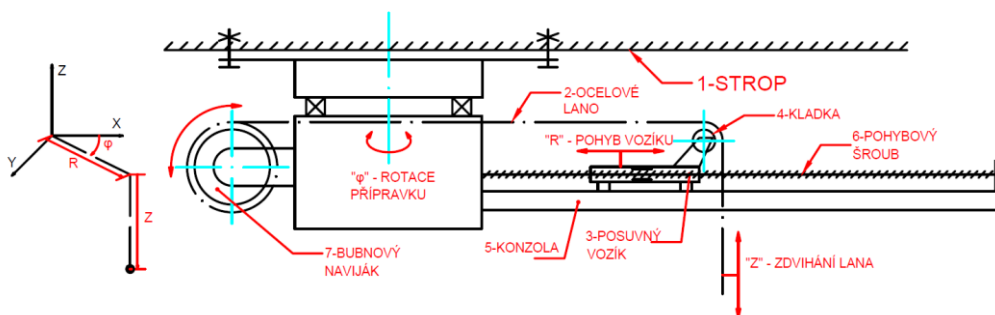 1-STROP
2-OCELOVÉ
LANO
4-KLADKA
"R" - POHYB VOZÍKU
6-POHYBOVÝ
ŠROUB
Z
X
Y
R
φ
Z
"φ" - ROTACE
PŘÍPRAVKU
7-BUBNOVÝ
NAVIJÁK
5-KONZOLA
3-POSUVNÝ
VOZÍK
"Z" - ZDVIHÁNÍ LANA